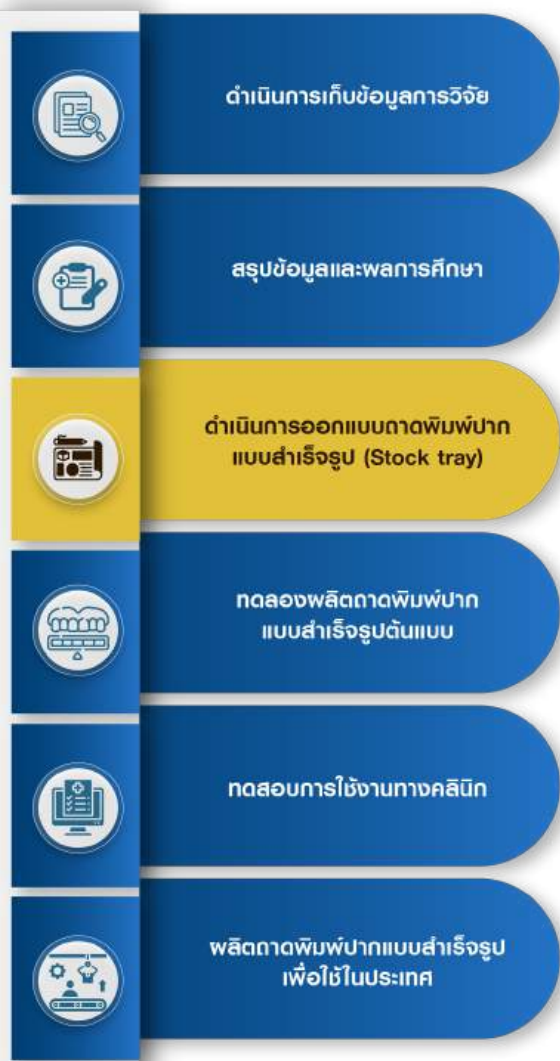 ดำเนินการเก็บข้อมูลการวิจัย
สรุปข้อมูลและผลการศึกษา
ดำเนินการออกแบบถาดพิมพ์ปาก
แบบสำเร็จรูป (Stock tray)
ทดลองผลิตถาดพิมพ์ปาก
แบบสำเร็จรูปต้นแบบ
ทดสอบการใช้งานทางคลินิก
ผลิตถาดพิมพ์ปากแบบสำเร็จรูป
เพื่อใช้ในประเทศ